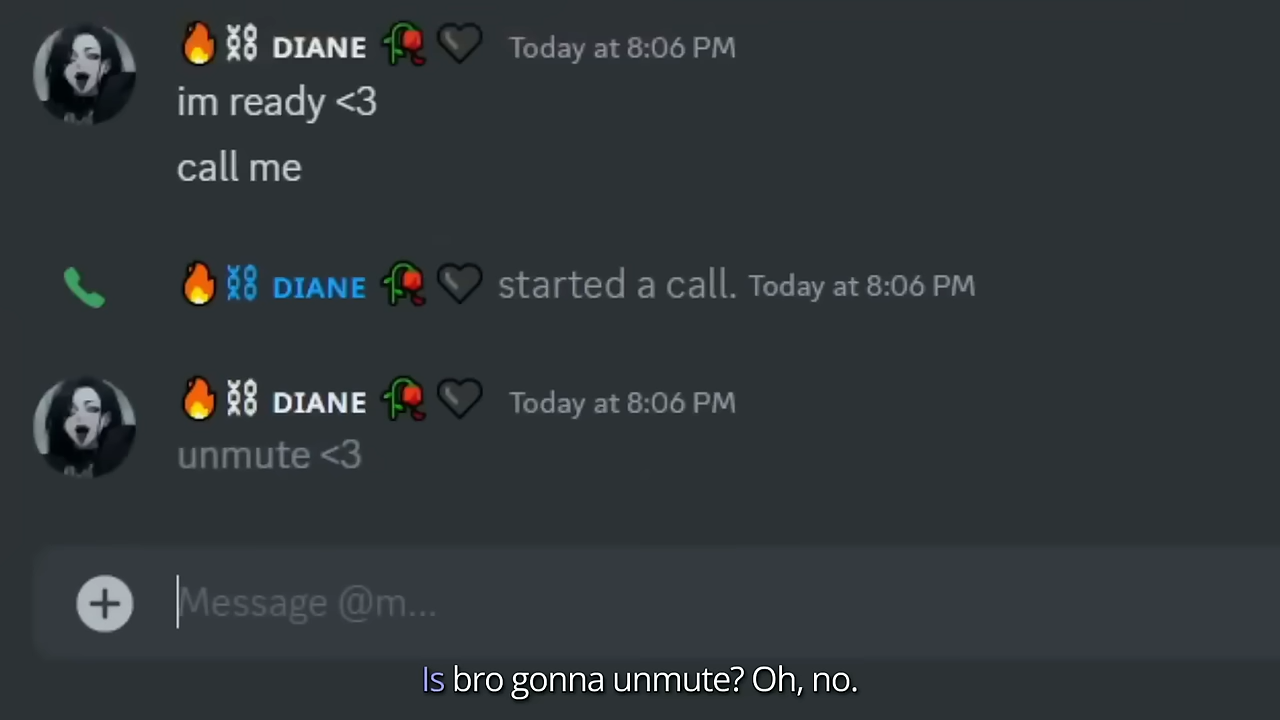 🔥⛓ DIANE 🥀🖤 Today at 8:06 PM
im ready <3
call me
🔥⛓ DIANE 🥀🖤 started a call. Today at 8:06 PM
🔥⛓ DIANE 🥀🖤 Today at 8:06 PM
unmute <3
Message @m...
Is bro gonna unmute? Oh, no.